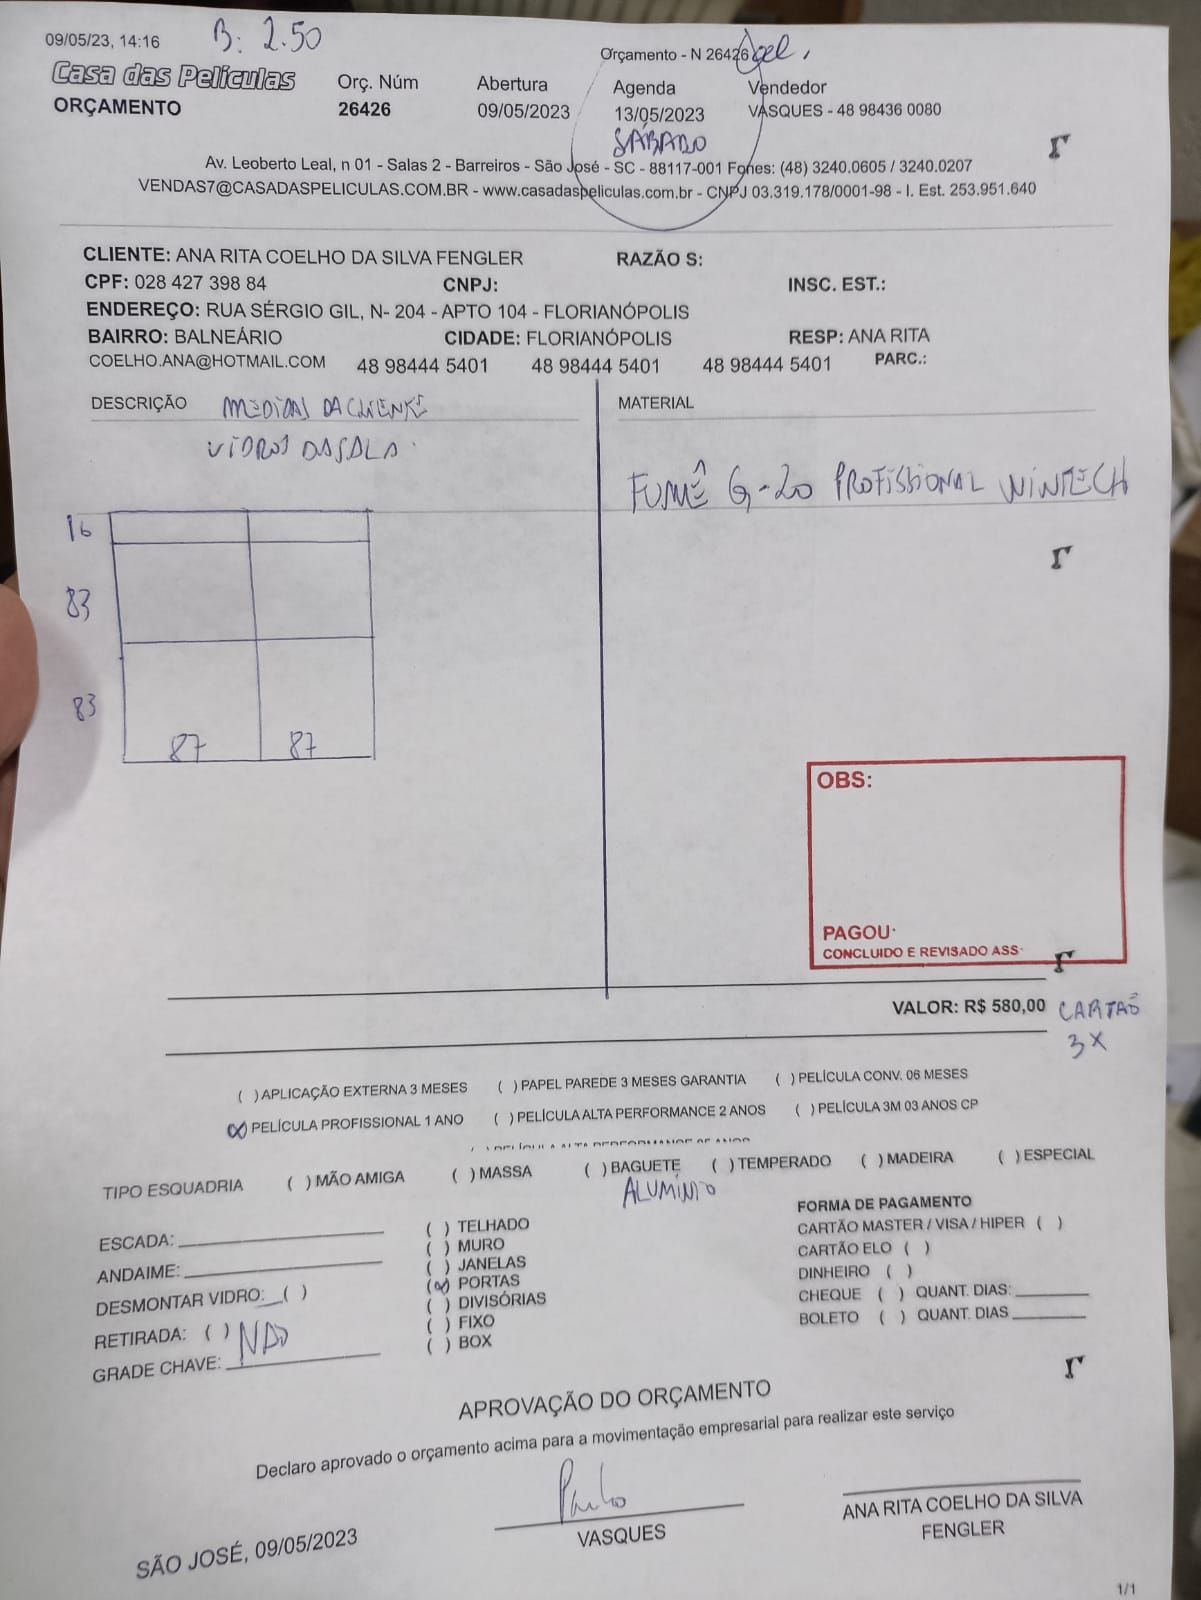 09/05/23, 14:16
B: 2.50
Orçamento - N 26426
Casa das Películas
Orç. Núm
Abertura
Agenda
Vendedor
ORÇAMENTO
26426
09/05/2023
13/05/2023
VASQUES - 48 98436 0080
SÁBADO
Av. Leoberto Leal, n 01 - Salas 2 - Barreiros - São José - SC - 88117-001 Fones: (48) 3240.0605 / 3240.0207
VENDAS7@CASADASPELICULAS.COM.BR - www.casadaspeliculas.com.br - CNPJ 03.319.178/0001-98 - I. Est. 253.951.640
CLIENTE: ANA RITA COELHO DA SILVA FENGLER RAZÃO S:
CPF: 028 427 398 84 CNPJ: INSC. EST.:
ENDEREÇO: RUA SÉRGIO GIL, N- 204 - APTO 104 - FLORIANÓPOLIS
BAIRRO: BALNEÁRIO CIDADE: FLORIANÓPOLIS RESP: ANA RITA
COELHO.ANA@HOTMAIL.COM 48 98444 5401 48 98444 5401 48 98444 5401 PARC.:
DESCRIÇÃO MEDIDAS DA CLIENTE
VIDROS DA SALA
MATERIAL
FUMÊ G-20 PROFISSIONAL WINTECH
16
83
83
87 87
OBS:
PAGOU:
CONCLUIDO E REVISADO ASS:
VALOR: R$ 580,00 CARTÃO
3X
( ) APLICAÇÃO EXTERNA 3 MESES ( ) PAPEL PAREDE 3 MESES GARANTIA ( ) PELÍCULA CONV. 06 MESES
(X) PELÍCULA PROFISSIONAL 1 ANO ( ) PELÍCULA ALTA PERFORMANCE 2 ANOS ( ) PELÍCULA 3M 03 ANOS CP
TIPO ESQUADRIA ( ) MÃO AMIGA ( ) MASSA ( ) BAGUETE ( ) TEMPERADO ( ) MADEIRA ( ) ESPECIAL
ALUMÍNIO
ESCADA:
ANDAIME:
DESMONTAR VIDRO: ( )
RETIRADA: ( ) NÃO
GRADE CHAVE:
( ) TELHADO
( ) MURO
( ) JANELAS
(X) PORTAS
( ) DIVISÓRIAS
( ) FIXO
( ) BOX
FORMA DE PAGAMENTO
CARTÃO MASTER / VISA / HIPER ( )
CARTÃO ELO ( )
DINHEIRO ( )
CHEQUE ( ) QUANT. DIAS:
BOLETO ( ) QUANT. DIAS
APROVAÇÃO DO ORÇAMENTO
Declaro aprovado o orçamento acima para a movimentação empresarial para realizar este serviço
SÃO JOSÉ, 09/05/2023
Paulo
VASQUES
ANA RITA COELHO DA SILVA
FENGLER
1/1